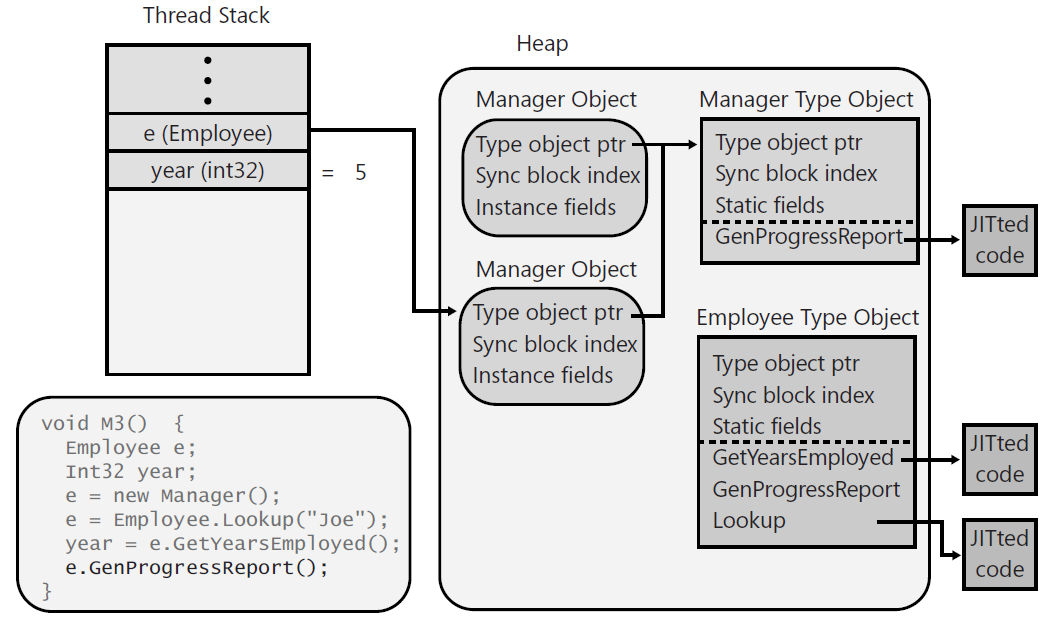 Thread Stack
e (Employee)
year (int32)
= 5
Heap
Manager Object
Type object ptr
Sync block index
Instance fields
Manager Object
Type object ptr
Sync block index
Instance fields
Manager Type Object
Type object ptr
Sync block index
Static fields
GenProgressReport
JITted
code
Employee Type Object
Type object ptr
Sync block index
Static fields
GetYearsEmployed
GenProgressReport
Lookup
JITted
code
JITted
code
void M3() {
Employee e;
Int32 year;
e = new Manager();
e = Employee.Lookup("Joe");
year = e.GetYearsEmployed();
e.GenProgressReport();
}